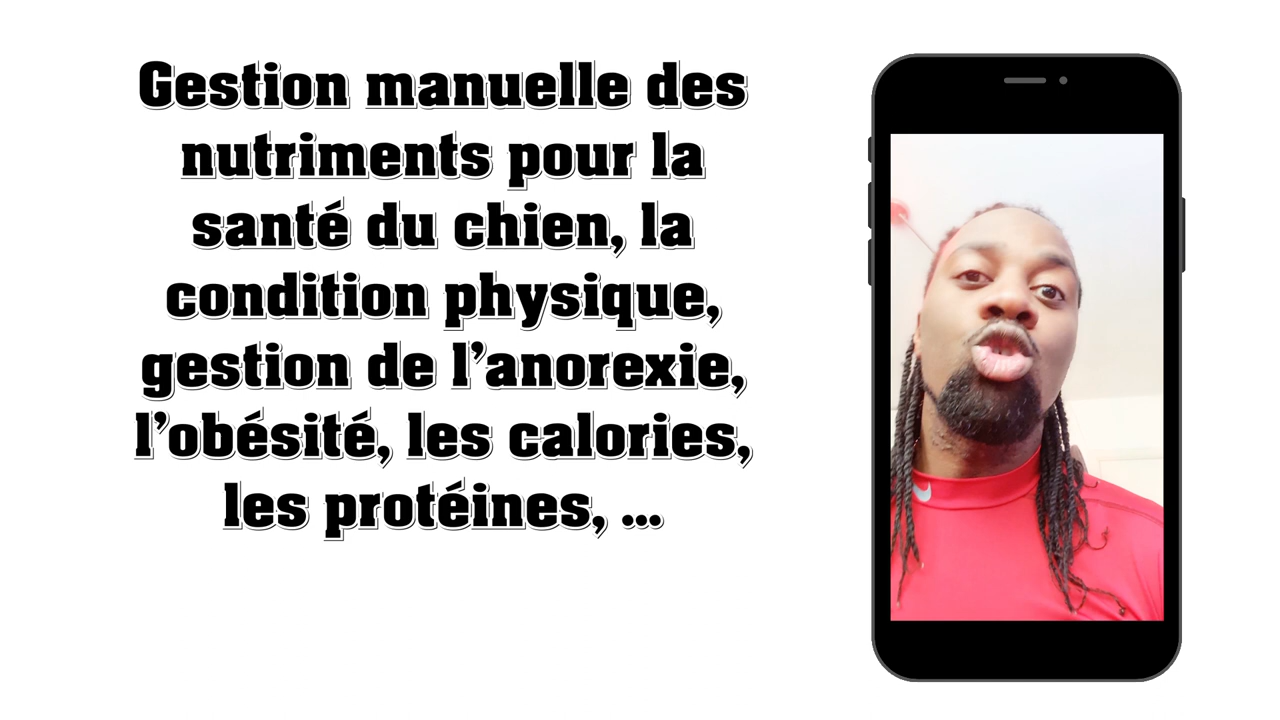 Gestion manuelle des
nutriments pour la
santé du chien, la
condition physique,
gestion de l’anorexie,
l’obésité, les calories,
les protéines, ...